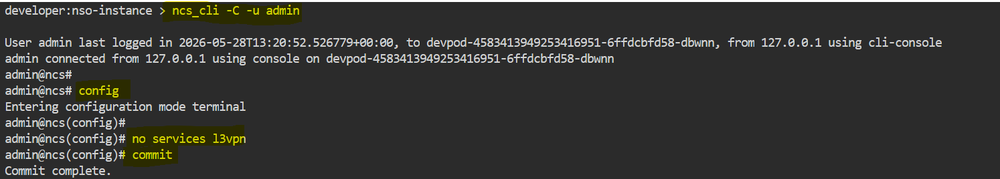 developer:nso-instance > ncs_cli -C -u admin
User admin last logged in 2026-05-28T13:20:52.526779+00:00, to devpod-4583413949253416951-6ffdcbfd58-dbwnn, from 127.0.0.1 using cli-console
admin connected from 127.0.0.1 using console on devpod-4583413949253416951-6ffdcbfd58-dbwnn
admin@ncs#
admin@ncs# config
Entering configuration mode terminal
admin@ncs(config)#
admin@ncs(config)# no services l3vpn
admin@ncs(config)# commit
Commit complete.